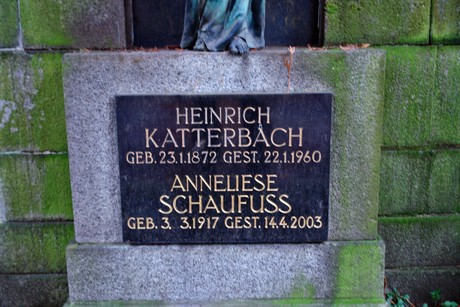 HEINRICH
KATTERBACH
GEB. 23.1.1872 GEST. 22.1.1960
ANNELIESE
SCHAUFUSS
GEB. 3. 3.1917 GEST. 14.4.2003